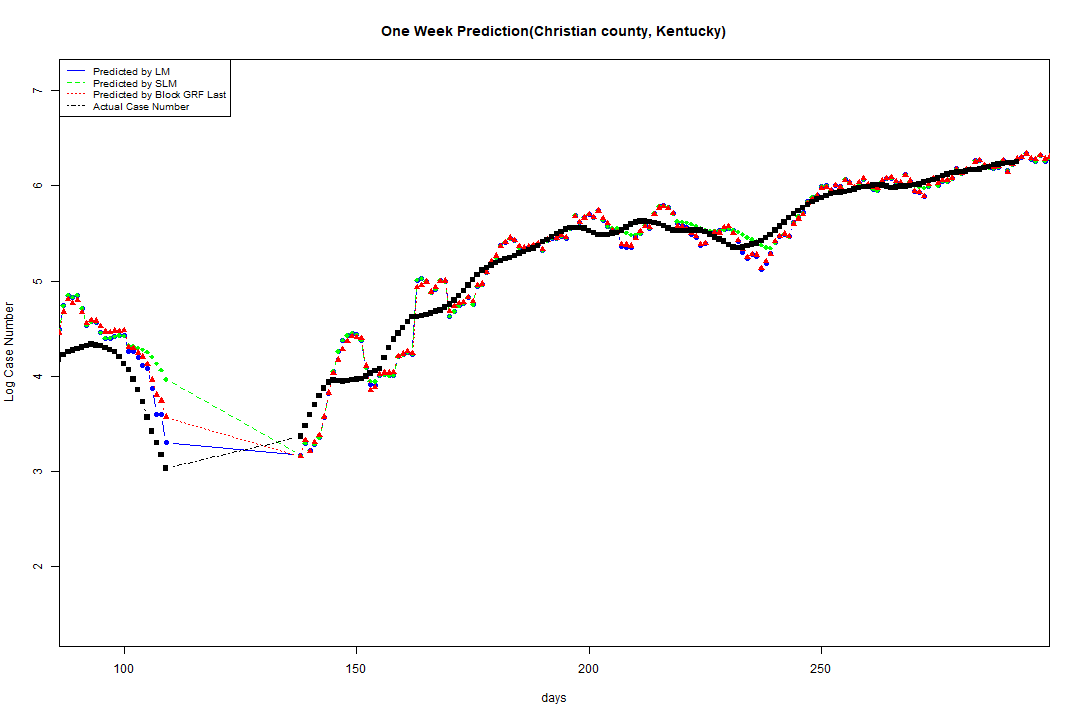 One Week Prediction(Christian county, Kentucky)
Predicted by LM
Predicted by SLM
Predicted by Block GRF Last
Actual Case Number
7
6
5
4
3
2
Log Case Number
100 150 200 250
days